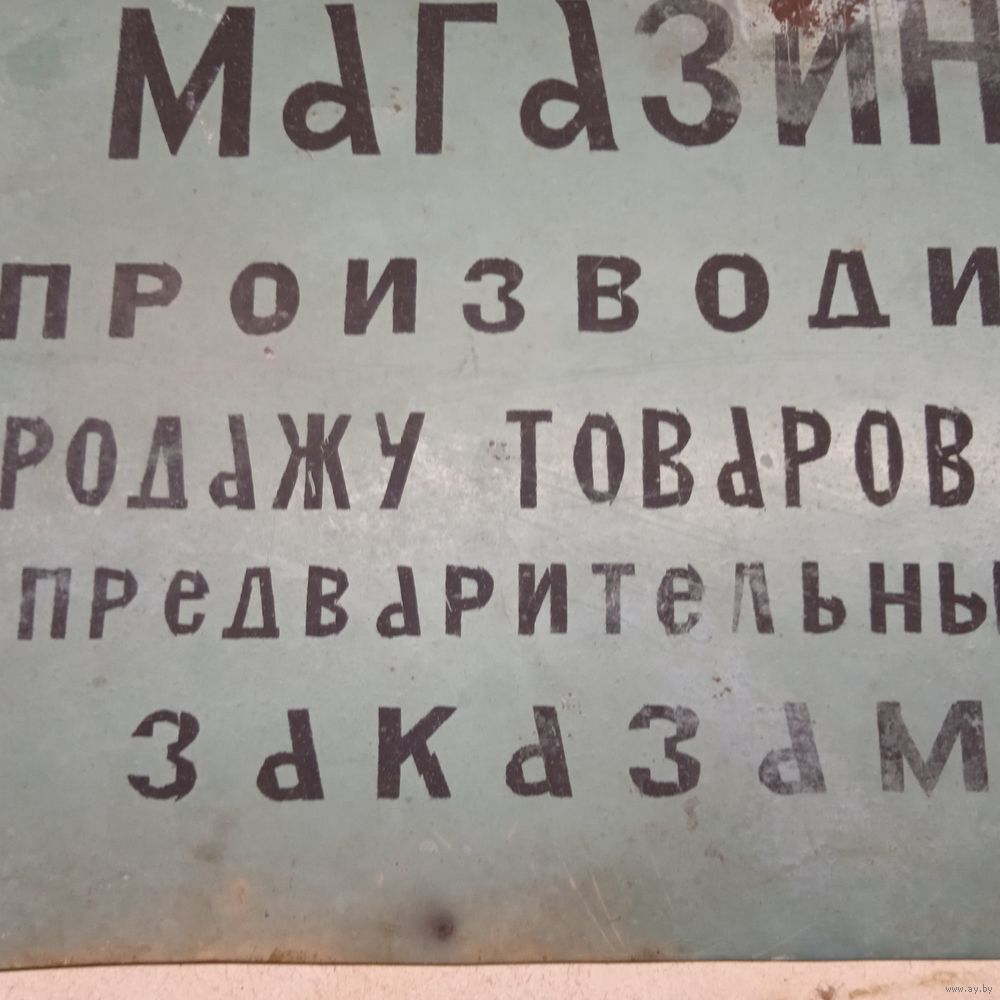 МАГАЗИН
ПРОИЗВОДИ
РОДАЖУ ТОВАРОВ
ПРЕДВАРИТЕЛЬНЫ
ЗАКАЗАМ
www.ay.by